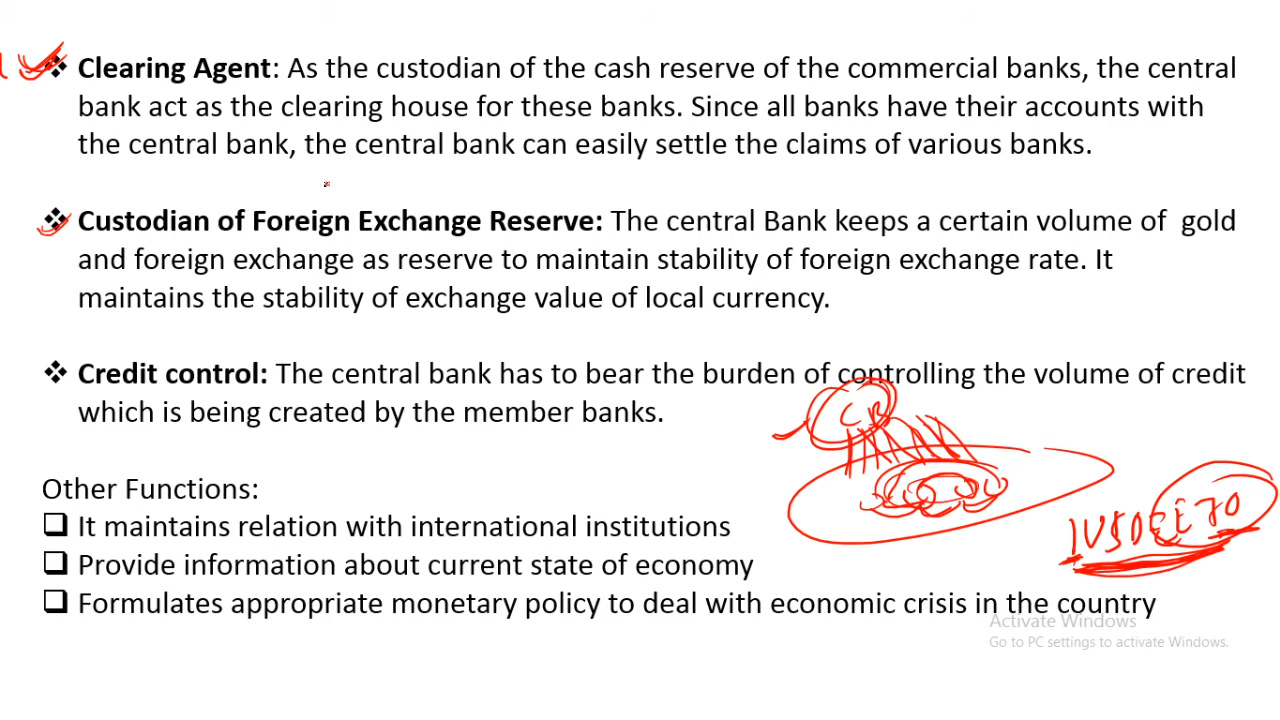 ❖ Clearing Agent: As the custodian of the cash reserve of the commercial banks, the central
bank act as the clearing house for these banks. Since all banks have their accounts with
the central bank, the central bank can easily settle the claims of various banks.
❖ Custodian of Foreign Exchange Reserve: The central Bank keeps a certain volume of gold
and foreign exchange as reserve to maintain stability of foreign exchange rate. It
maintains the stability of exchange value of local currency.
❖ Credit control: The central bank has to bear the burden of controlling the volume of credit
which is being created by the member banks.
CB
Other Functions:
❑ It maintains relation with international institutions
70
❑ Provide information about current state of economy
❑ Formulates appropriate monetary policy to deal with economic crisis in the country
Activate Windows
Go to PC settings to activate Windows.